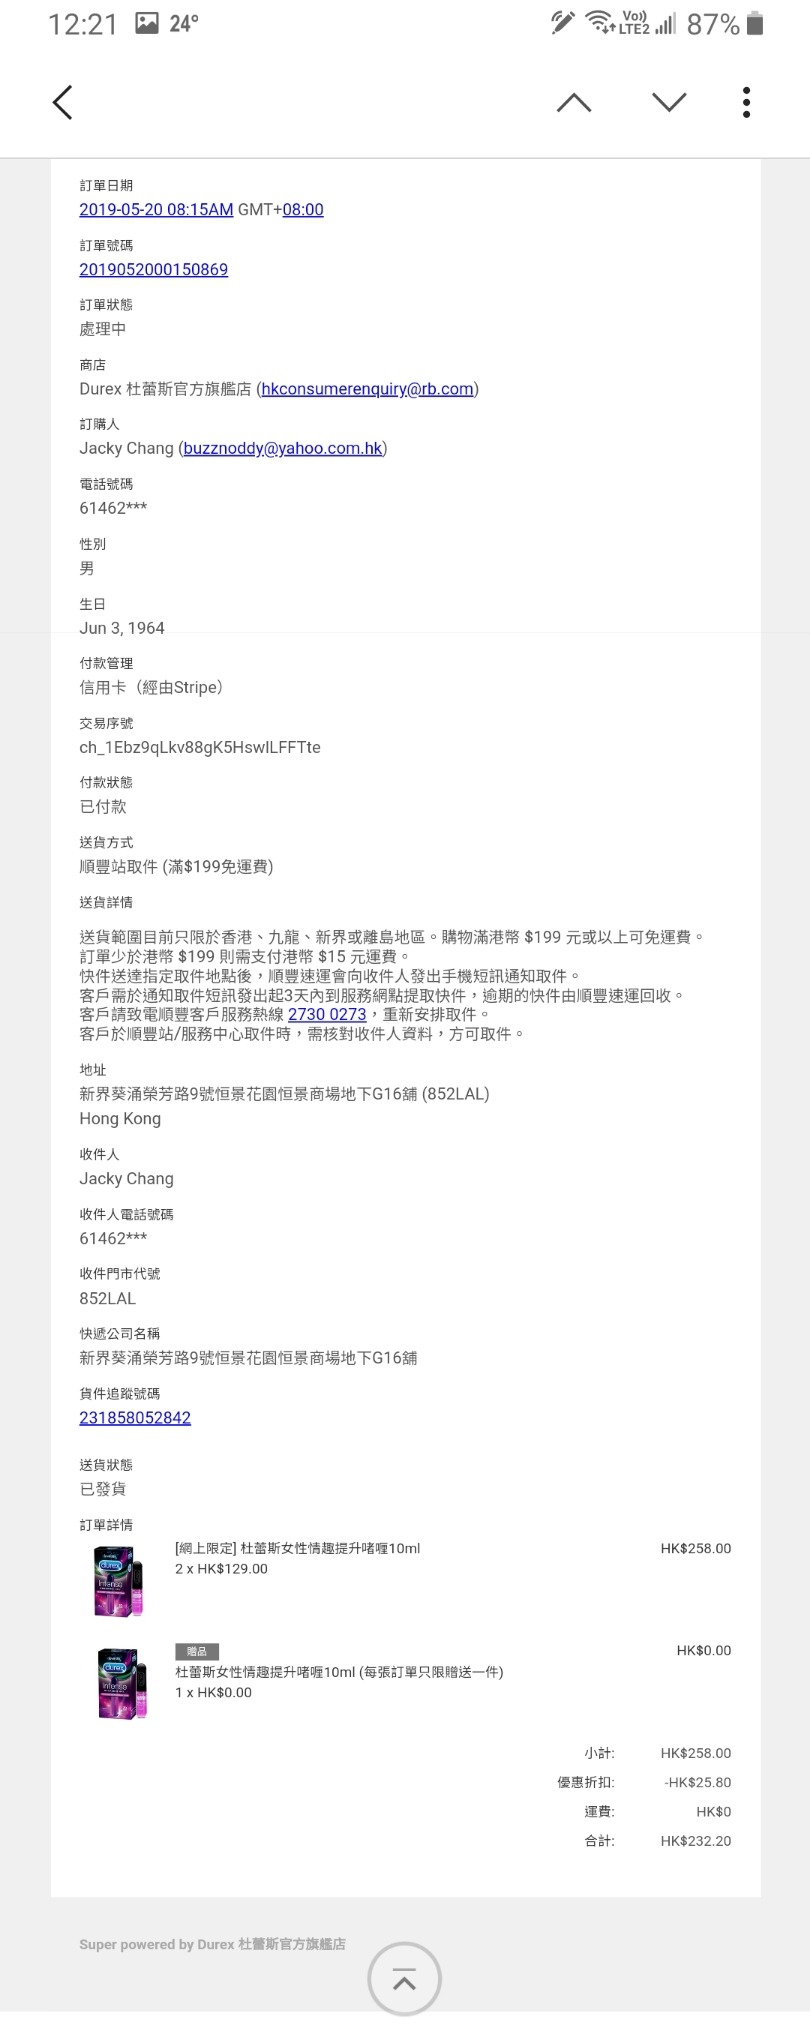 12:21 24° Vo)) LTE2 87%
訂單日期
2019-05-20 08:15AM GMT+08:00
訂單號碼
2019052000150869
訂單狀態
處理中
商店
Durex 杜蕾斯官方旗艦店 (hkconsumerenquiry@rb.com)
訂購人
Jacky Chang (buzznoddy@yahoo.com.hk)
電話號碼
61462***
性別
男
生日
Jun 3, 1964
付款管理
信用卡（經由Stripe）
交易序號
ch_1Ebz9qLkv88gK5HswlLFFTte
付款狀態
已付款
送貨方式
順豐站取件 (滿$199免運費)
送貨詳情
送貨範圍目前只限於香港、九龍、新界或離島地區。購物滿港幣 $199 元或以上可免運費。
訂單少於港幣 $199 則需支付港幣 $15 元運費。
快件送達指定取件地點後，順豐速運會向收件人發出手機短訊通知取件。
客戶需於通知取件短訊發出起3天內到服務網點提取快件，逾期的快件由順豐速運回收。
客戶請致電順豐客戶服務熱線 2730 0273，重新安排取件。
客戶於順豐站/服務中心取件時，需核對收件人資料，方可取件。
地址
新界葵涌榮芳路9號恒景花園恒景商場地下G16舖 (852LAL)
Hong Kong
收件人
Jacky Chang
收件人電話號碼
61462***
收件門市代號
852LAL
快遞公司名稱
新界葵涌榮芳路9號恒景花園恒景商場地下G16舖
貨件追蹤號碼
231858052842
送貨狀態
已發貨
訂單詳情
[網上限定] 杜蕾斯女性情趣提升啫喱10ml HK$258.00
2 x HK$129.00
durex
Intense
贈品 HK$0.00
杜蕾斯女性情趣提升啫喱10ml (每張訂單只限贈送一件)
1 x HK$0.00
durex
Intense
小計: HK$258.00
優惠折扣: -HK$25.80
運費: HK$0
合計: HK$232.20
Super powered by Durex 杜蕾斯官方旗艦店